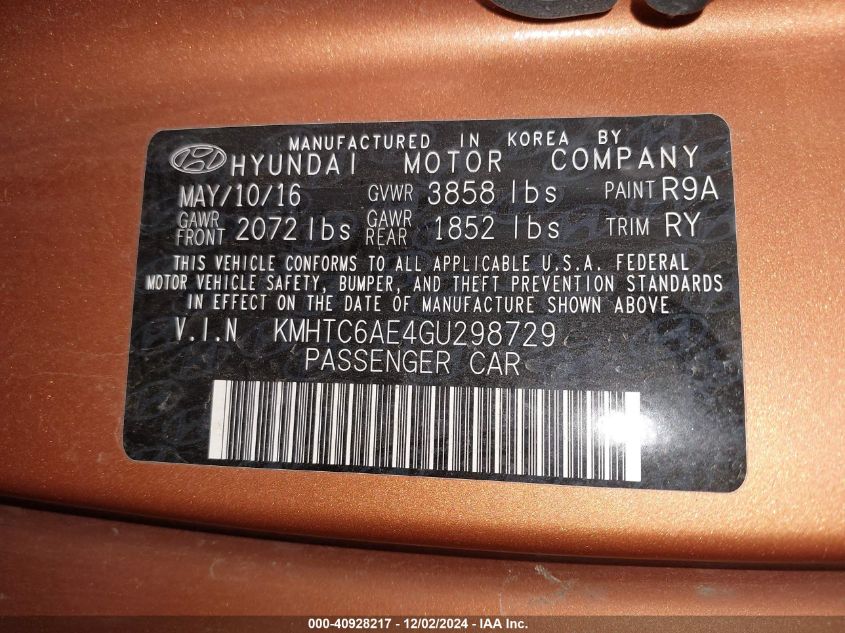 MANUFACTURED IN KOREA BY
HYUNDAI MOTOR COMPANY
MAY/10/16 GVWR 3858 lbs PAINT R9A
GAWR FRONT 2072 lbs GAWR REAR 1852 lbs TRIM RY
THIS VEHICLE CONFORMS TO ALL APPLICABLE U.S.A. FEDERAL
MOTOR VEHICLE SAFETY, BUMPER, AND THEFT PREVENTION STANDARDS
IN EFFECT ON THE DATE OF MANUFACTURE SHOWN ABOVE
V.I.N KMHTC6AE4GU298729
PASSENGER CAR
000-40928217 - 12/02/2024 - IAA Inc.